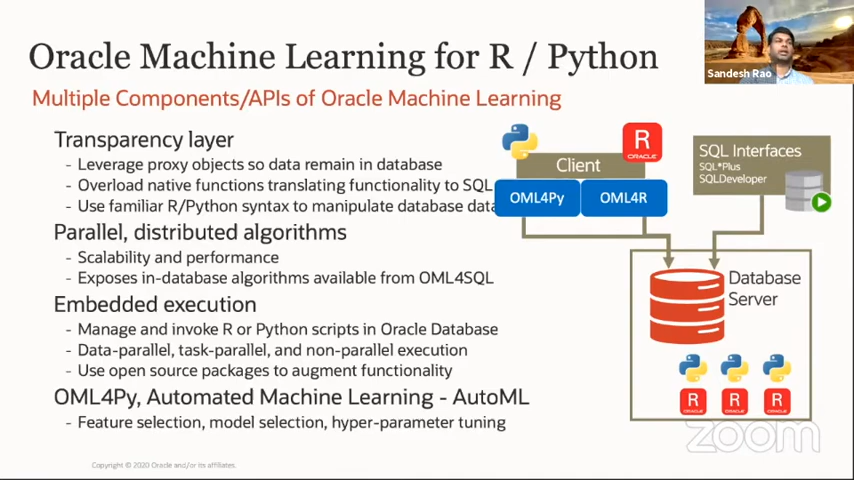 Oracle Machine Learning for R / Python
Sandesh Rao
Multiple Components/APIs of Oracle Machine Learning
Transparency layer
- Leverage proxy objects so data remain in database
- Overload native functions translating functionality to SQL
- Use familiar R/Python syntax to manipulate database data
Parallel, distributed algorithms
- Scalability and performance
- Exposes in-database algorithms available from OML4SQL
Embedded execution
- Manage and invoke R or Python scripts in Oracle Database
- Data-parallel, task-parallel, and non-parallel execution
- Use open source packages to augment functionality
OML4Py, Automated Machine Learning - AutoML
- Feature selection, model selection, hyper-parameter tuning
R
ORACLE
Client
OML4Py
OML4R
SQL Interfaces
SQL*Plus
SQLDeveloper
Database
Server
R R R
ORACLE ORACLE ORACLE
zoom
Copyright © 2020 Oracle and/or its affiliates.